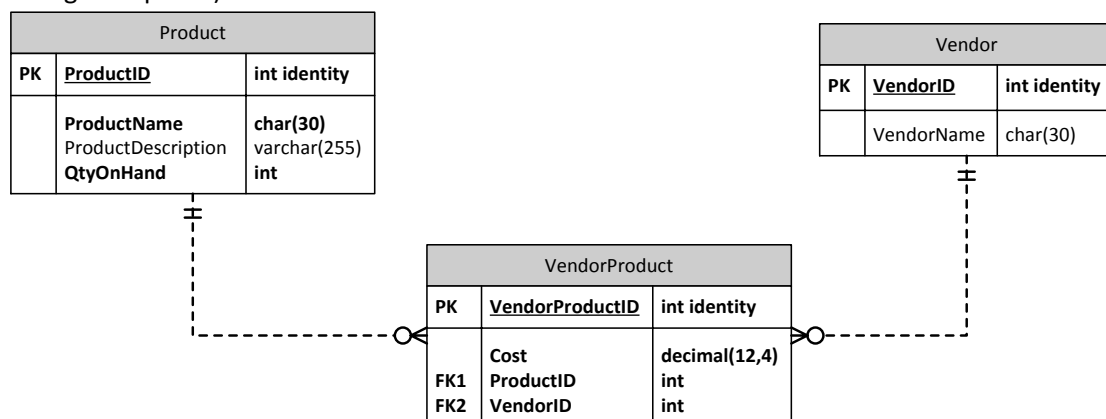 Product
PK ProductID int identity
ProductName char(30)
ProductDescription varchar(255)
QtyOnHand int
Vendor
PK VendorID int identity
VendorName char(30)
VendorProduct
PK VendorProductID int identity
Cost decimal(12,4)
FK1 ProductID int
FK2 VendorID int